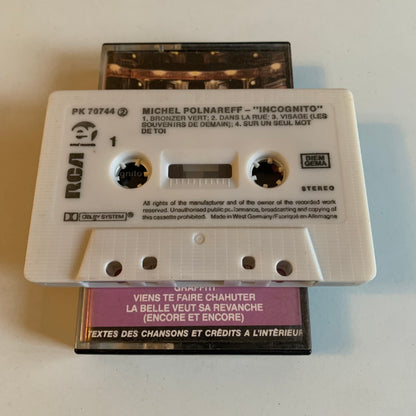 PK 70744 2
MICHEL POLNAREFF – "INCOGNITO"
1. BRONZER VERT; 2. DANS LA RUE; 3. VISAGE (LES
SOUVENIRS DE DEMAIN); 4. SUR UN SEUL MOT
DE TOI
1
RCA
BIEM
GEMA
STEREO
DOLBY SYSTEM
All rights of the manufacturer and of the owner of the recorded work
reserved. Unauthorised public performance, broadcasting and copying of
this cassette prohibited. Made in West Germany/Fabriqué en Allemagne
GRAFFITI
VIENS TE FAIRE CHAHUTER
LA BELLE VEUT SA REVANCHE
(ENCORE ET ENCORE)
TEXTES DES CHANSONS ET CRÉDITS A L'INTÉRIEUR